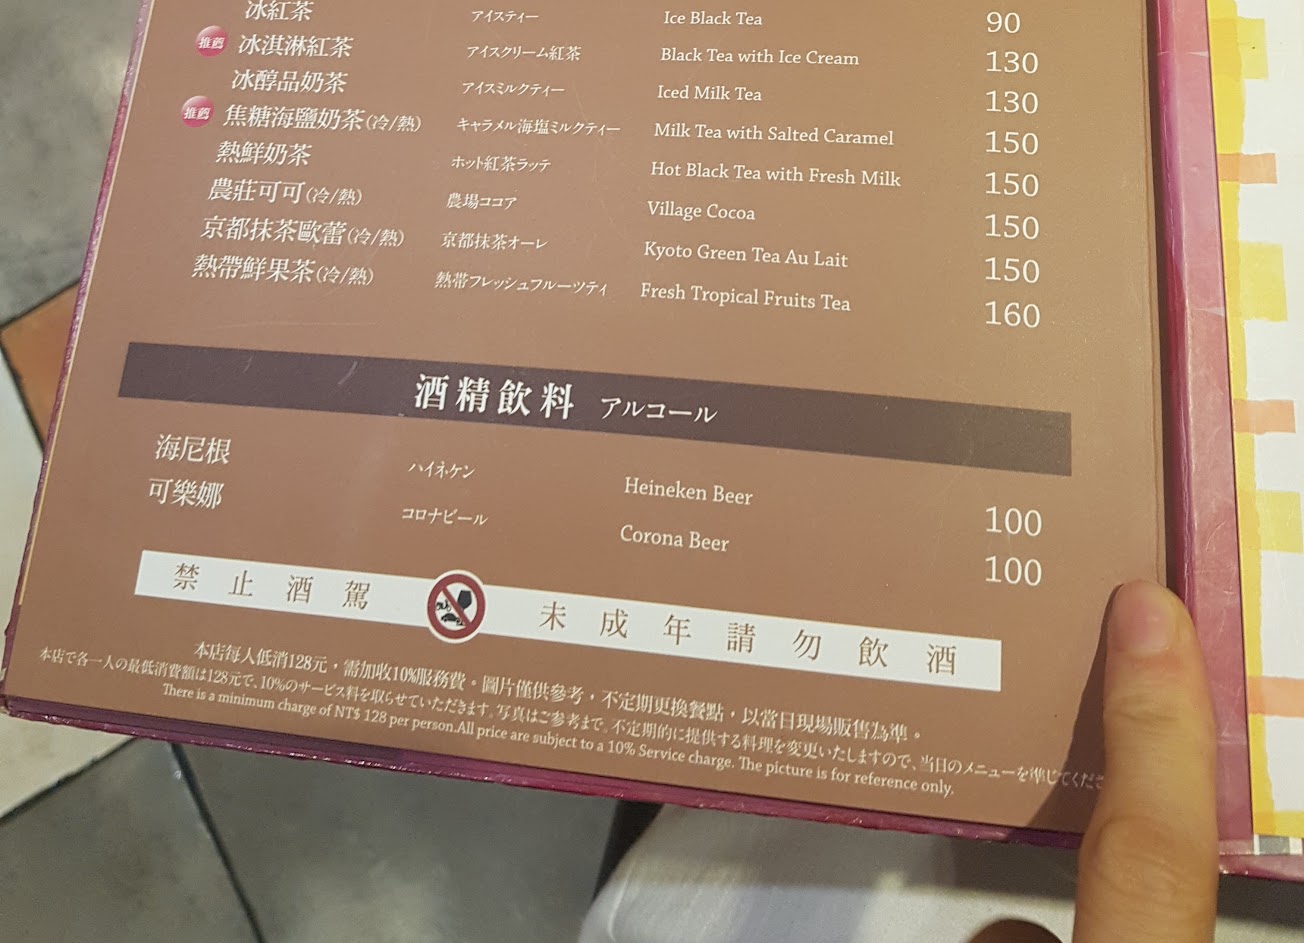 冰紅茶 アイスティー Ice Black Tea 90
推薦 冰淇淋紅茶 アイスクリーム紅茶 Black Tea with Ice Cream 130
冰醇品奶茶 アイスミルクティー Iced Milk Tea 130
推薦 焦糖海鹽奶茶(冷/熱) キャラメル海塩ミルクティー Milk Tea with Salted Caramel 150
熱鮮奶茶 ホット紅茶ラッテ Hot Black Tea with Fresh Milk 150
農莊可可(冷/熱) 農場ココア Village Cocoa 150
京都抹茶歐蕾(冷/熱) 京都抹茶オーレ Kyoto Green Tea Au Lait 150
熱帶鮮果茶(冷/熱) 熱帯フレッシュフルーツティ Fresh Tropical Fruits Tea 160
酒精飲料 アルコール
海尼根 ハイネケン Heineken Beer 100
可樂娜 コロナビール Corona Beer 100
禁止酒駕 未成年請勿飲酒
本店每人低消128元，需加收10%服務費。圖片僅供參考，不定期更換餐點，以當日現場販售為準。
本店で各一人の最低消費額は128元で、10%のサービス料を取らせていただきます。写真はご参考まで。不定期的に提供する料理を変更いたしますので、当日のメニューを準じてくださ
There is a minimum charge of NT$ 128 per person.All price are subject to a 10% Service charge. The picture is for reference only.